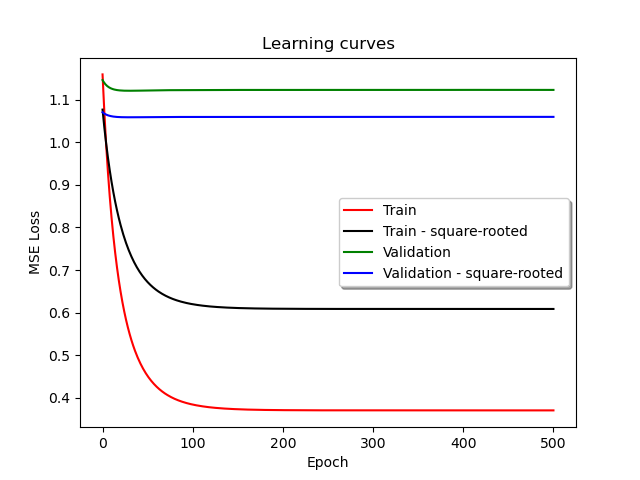 Learning curves
MSE Loss
1.1
1.0
0.9
0.8
0.7
0.6
0.5
0.4
Train
Train - square-rooted
Validation
Validation - square-rooted
0 100 200 300 400 500
Epoch